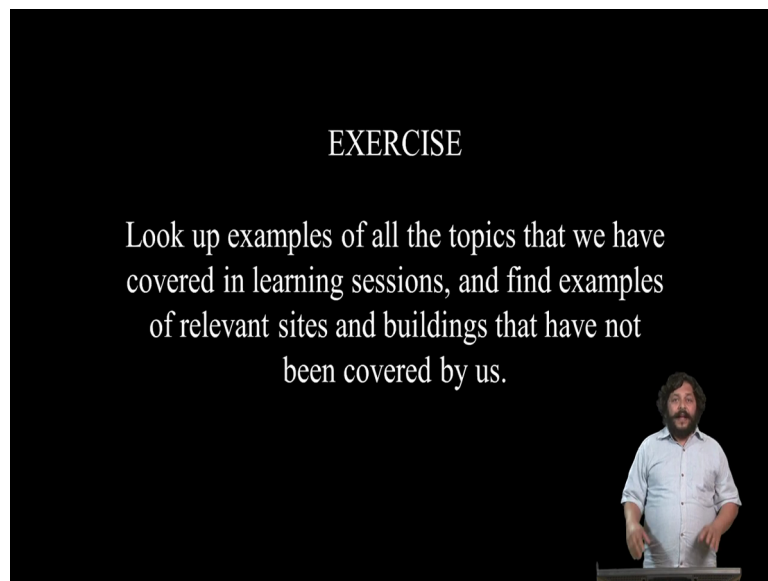 EXERCISE
Look up examples of all the topics that we have
covered in learning sessions, and find examples
of relevant sites and buildings that have not
been covered by us.